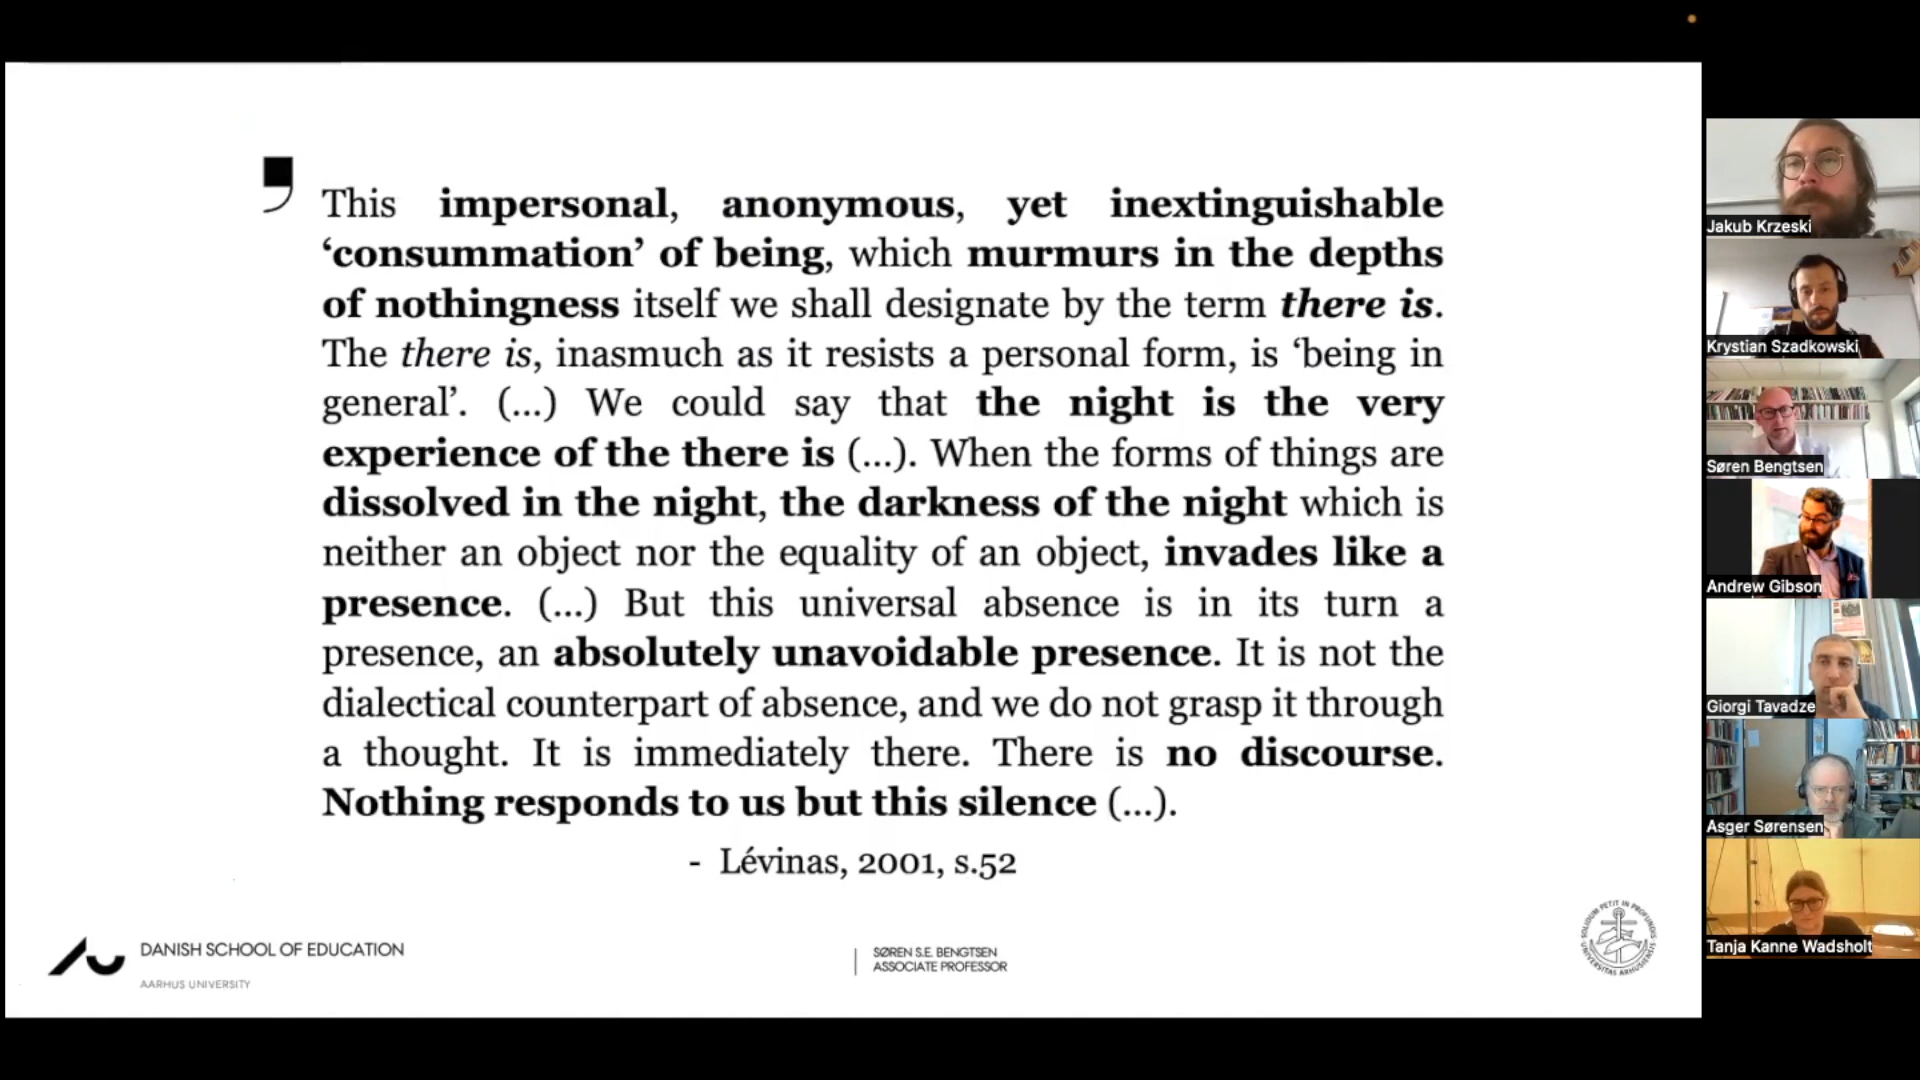 This impersonal, anonymous, yet inextinguishable
‘consummation’ of being, which murmurs in the depths
of nothingness itself we shall designate by the term there is.
The there is, inasmuch as it resists a personal form, is ‘being in
general’. (...) We could say that the night is the very
experience of the there is (...). When the forms of things are
dissolved in the night, the darkness of the night which is
neither an object nor the equality of an object, invades like a
presence. (...) But this universal absence is in its turn a
presence, an absolutely unavoidable presence. It is not the
dialectical counterpart of absence, and we do not grasp it through
a thought. It is immediately there. There is no discourse.
Nothing responds to us but this silence (...).
- Lévinas, 2001, s.52
DANISH SCHOOL OF EDUCATION
AARHUS UNIVERSITY
SØREN S.E. BENGTSEN
ASSOCIATE PROFESSOR
SOLIDUM PETIT IN PROFUNDIS
UNIVERSITAS ARHUSIENSIS
Jakub Krzeski
Krystian Szadkowski
Søren Bengtsen
Andrew Gibson
Giorgi Tavadze
Asger Sørensen
Tanja Kanne Wadsholt